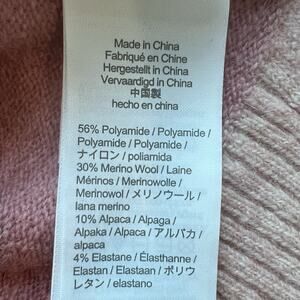 Made in China
Fabriqué en Chine
Hergestellt in China
Vervaardigd in China
中国製
hecho en china
56% Polyamide / Polyamide /
Polyamide / Polyamide /
ナイロン / poliamida
30% Merino Wool / Laine
Mérinos / Merinowolle /
Merinowol / メリノウール /
lana merino
10% Alpaca / Alpaga /
Alpaka / Alpaca / アルパカ /
alpaca
4% Elastane / Élasthanne /
Elastan / Elastaan / ポリウ
レタン / elastano